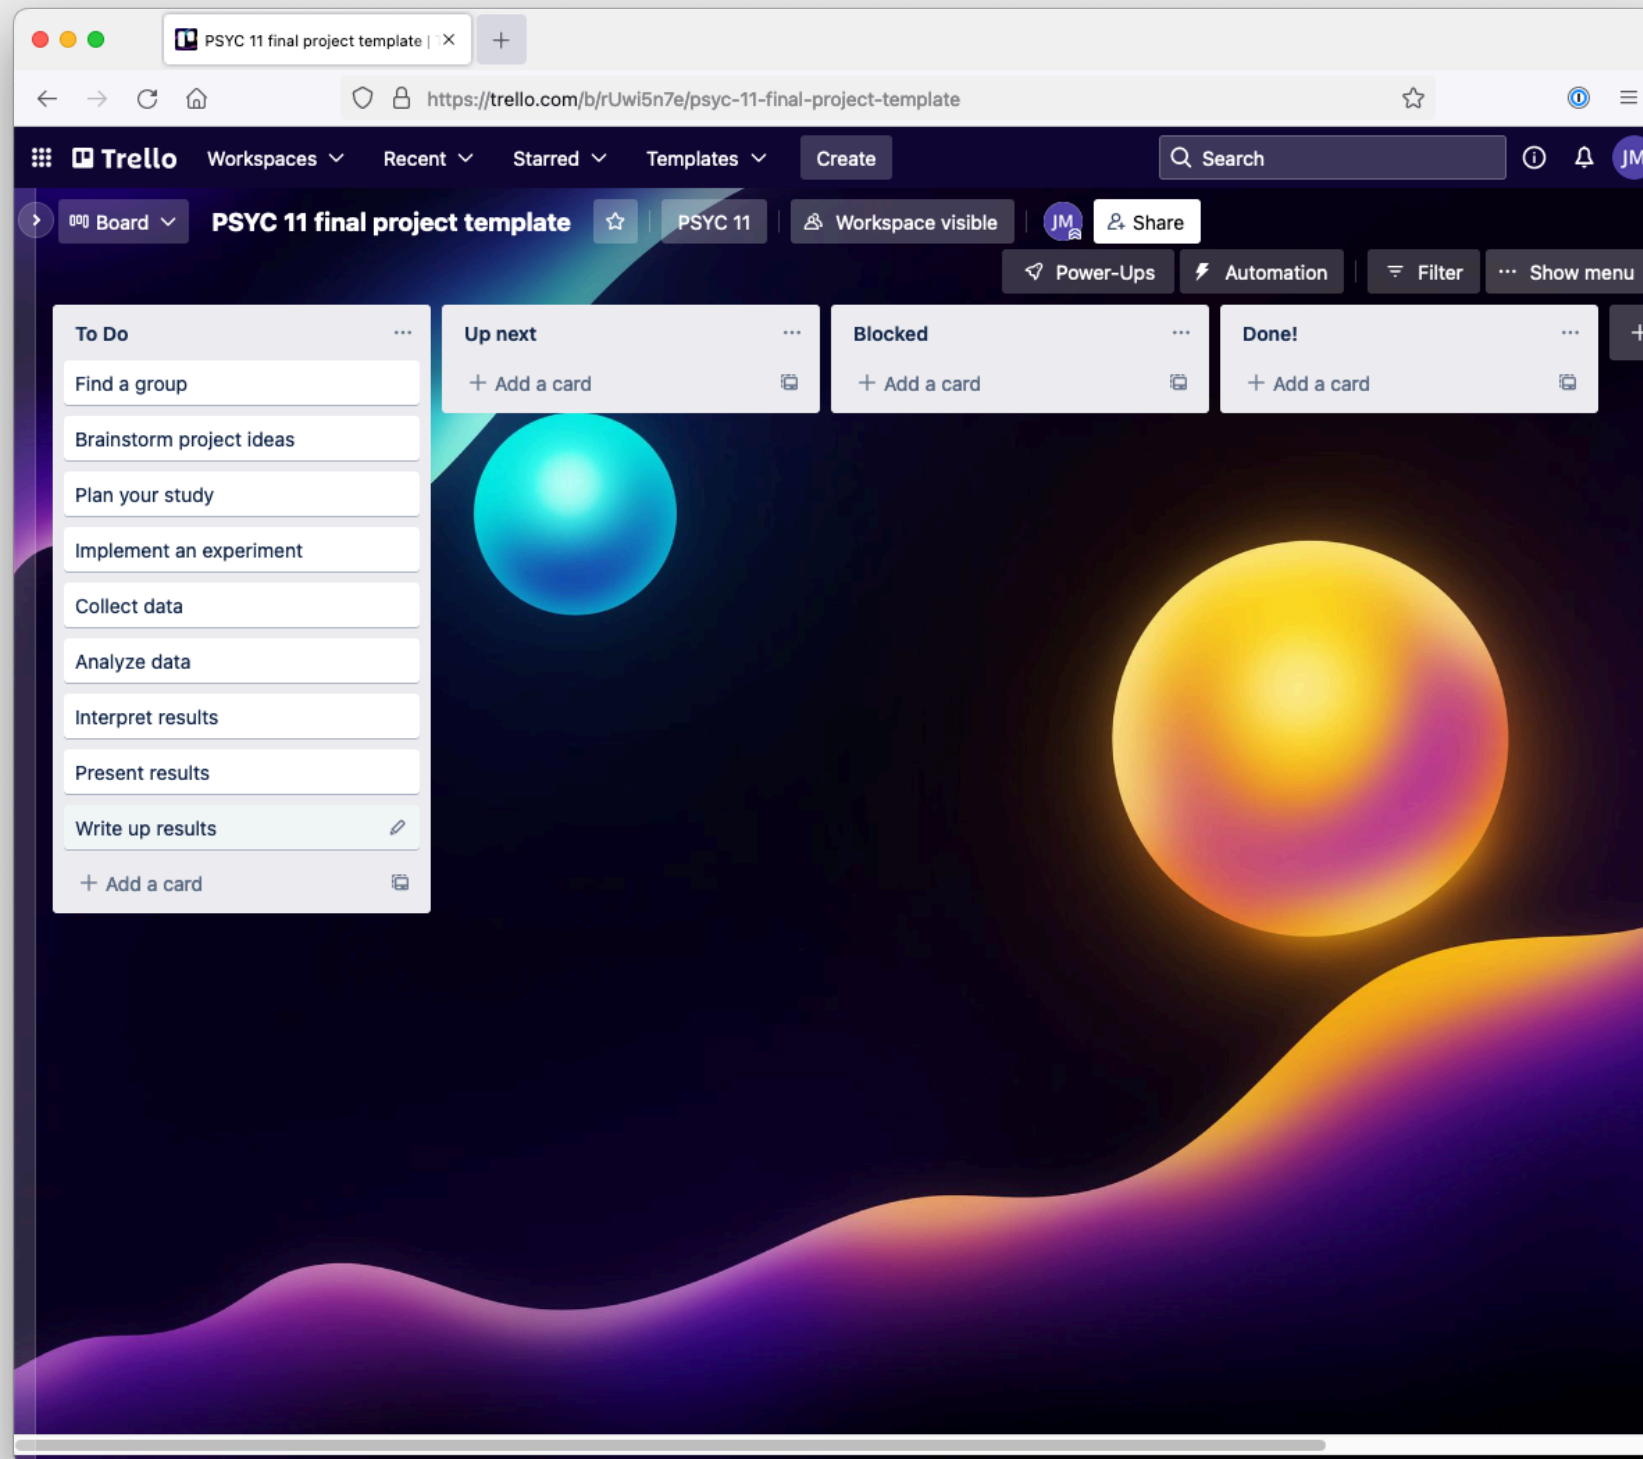 PSYC 11 final project template |
https://trello.com/b/rUwi5n7e/psyc-11-final-project-template
Trello Workspaces Recent Starred Templates Create Search JM
Board PSYC 11 final project template PSYC 11 Workspace visible JM Share
Power-Ups Automation Filter Show menu
To Do
Find a group
Brainstorm project ideas
Plan your study
Implement an experiment
Collect data
Analyze data
Interpret results
Present results
Write up results
+ Add a card
Up next
+ Add a card
Blocked
+ Add a card
Done!
+ Add a card